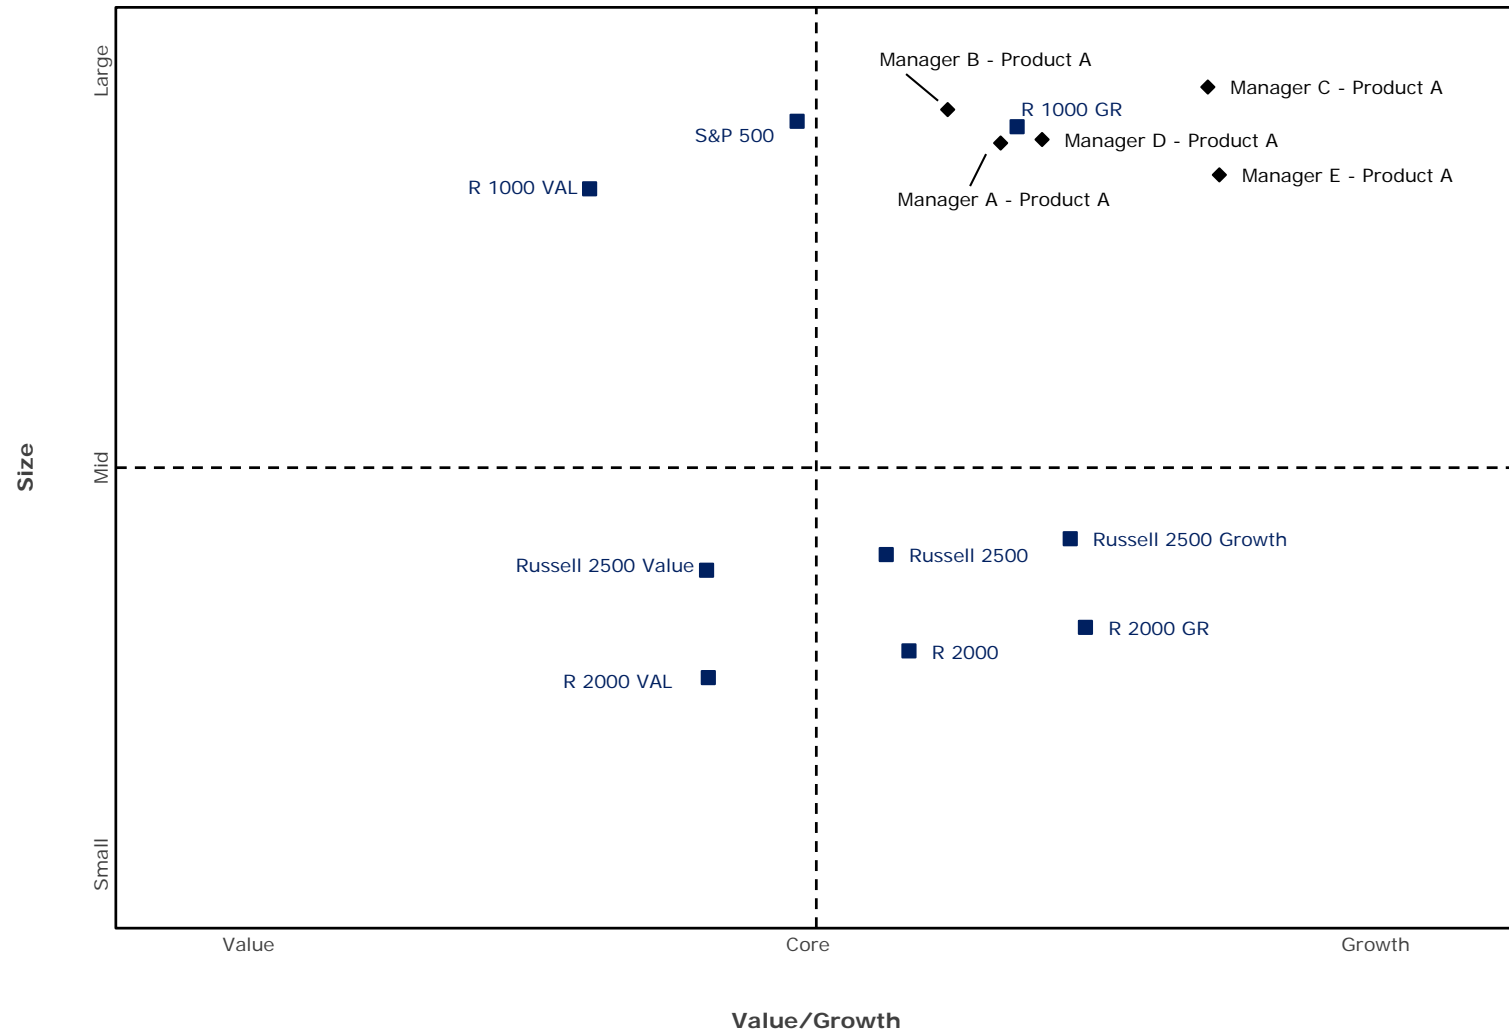 Large
Manager B - Product A
Manager C - Product A
R 1000 GR
S&P 500
Manager D - Product A
Manager E - Product A
R 1000 VAL
Manager A - Product A
Size
Mid
Russell 2500 Growth
Russell 2500
Russell 2500 Value
R 2000 GR
R 2000
R 2000 VAL
Small
Value
Core
Growth
Value/Growth